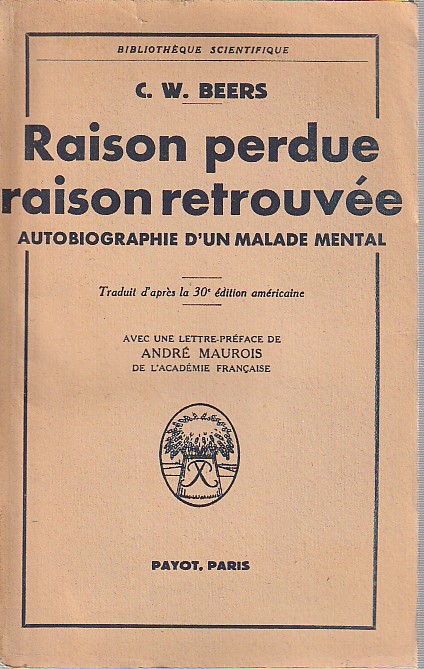 BIBLIOTHÈQUE SCIENTIFIQUE
C. W. BEERS
Raison perdue
raison retrouvée
AUTOBIOGRAPHIE D'UN MALADE MENTAL
Traduit d'après la 30e édition américaine
AVEC UNE LETTRE-PRÉFACE DE
ANDRÉ MAUROIS
DE L'ACADÉMIE FRANÇAISE
PAYOT, PARIS